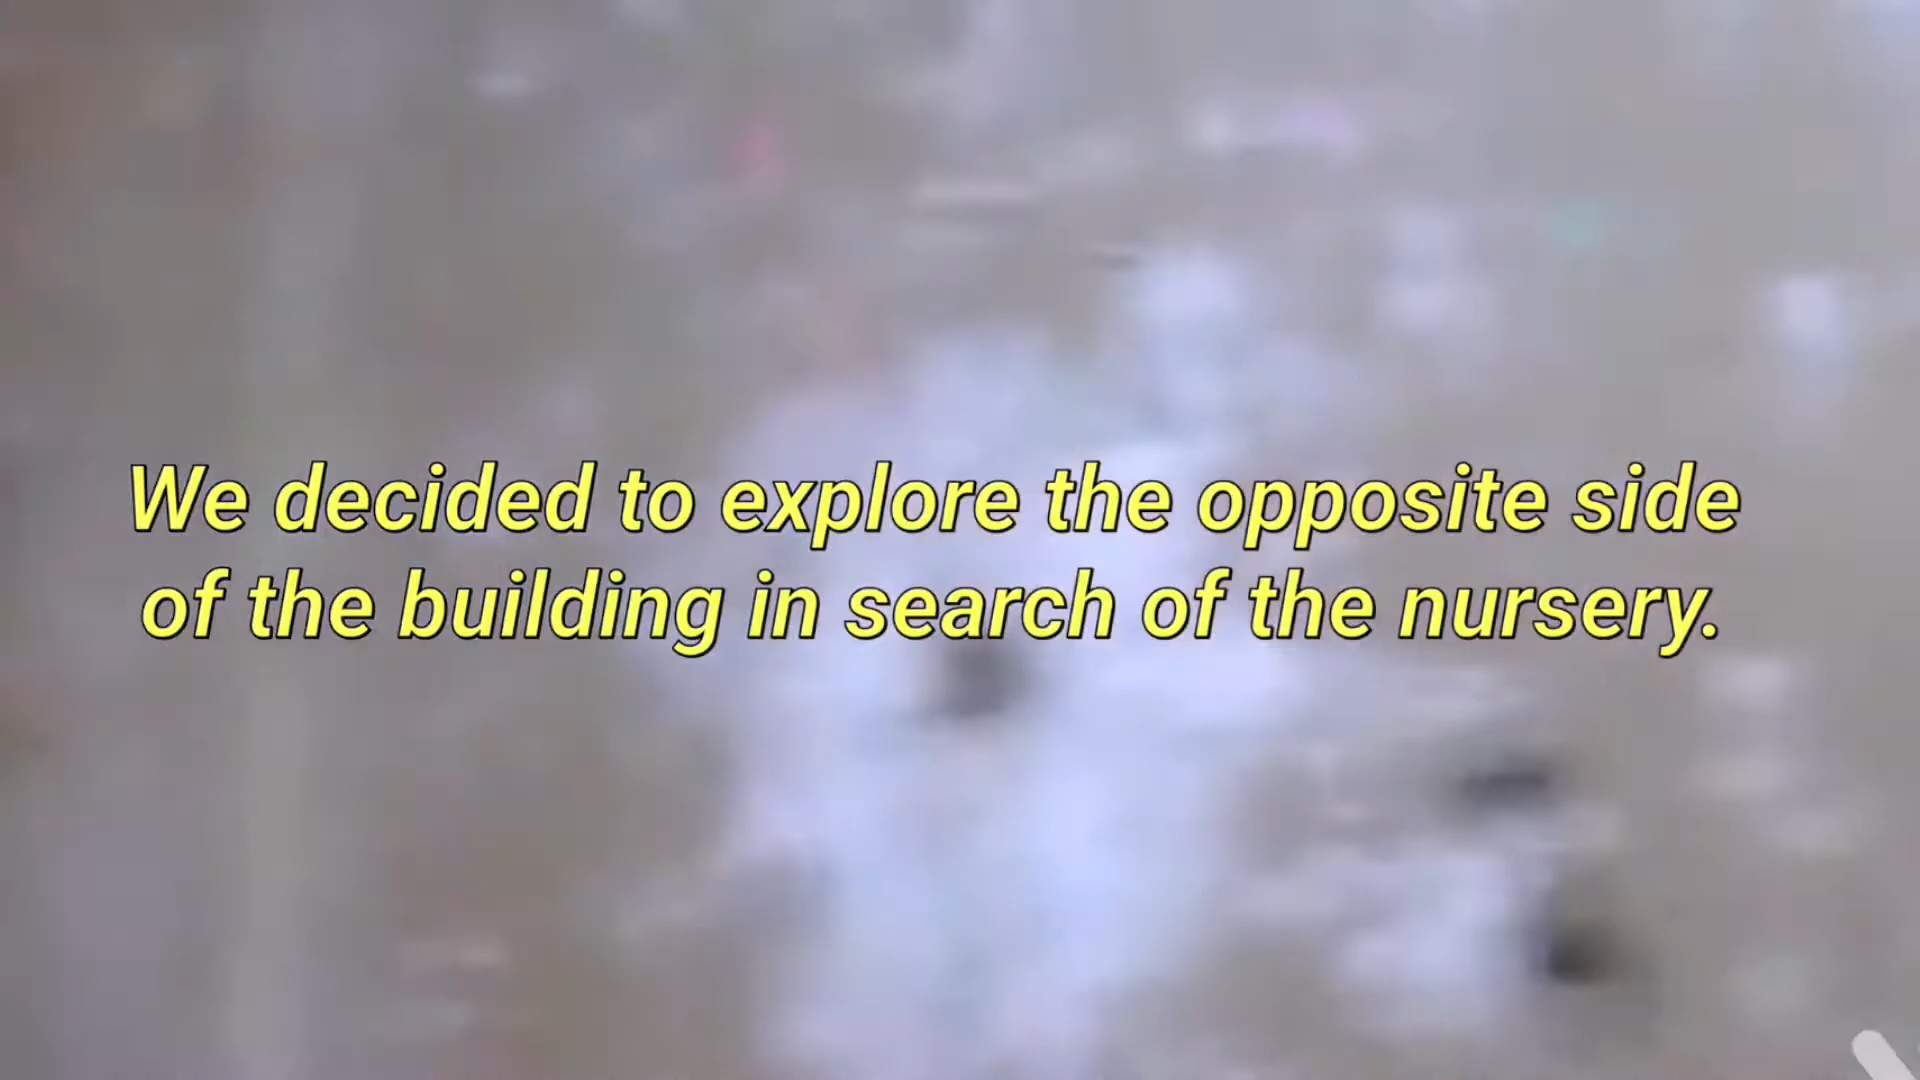 We decided to explore the opposite side
of the building in search of the nursery.